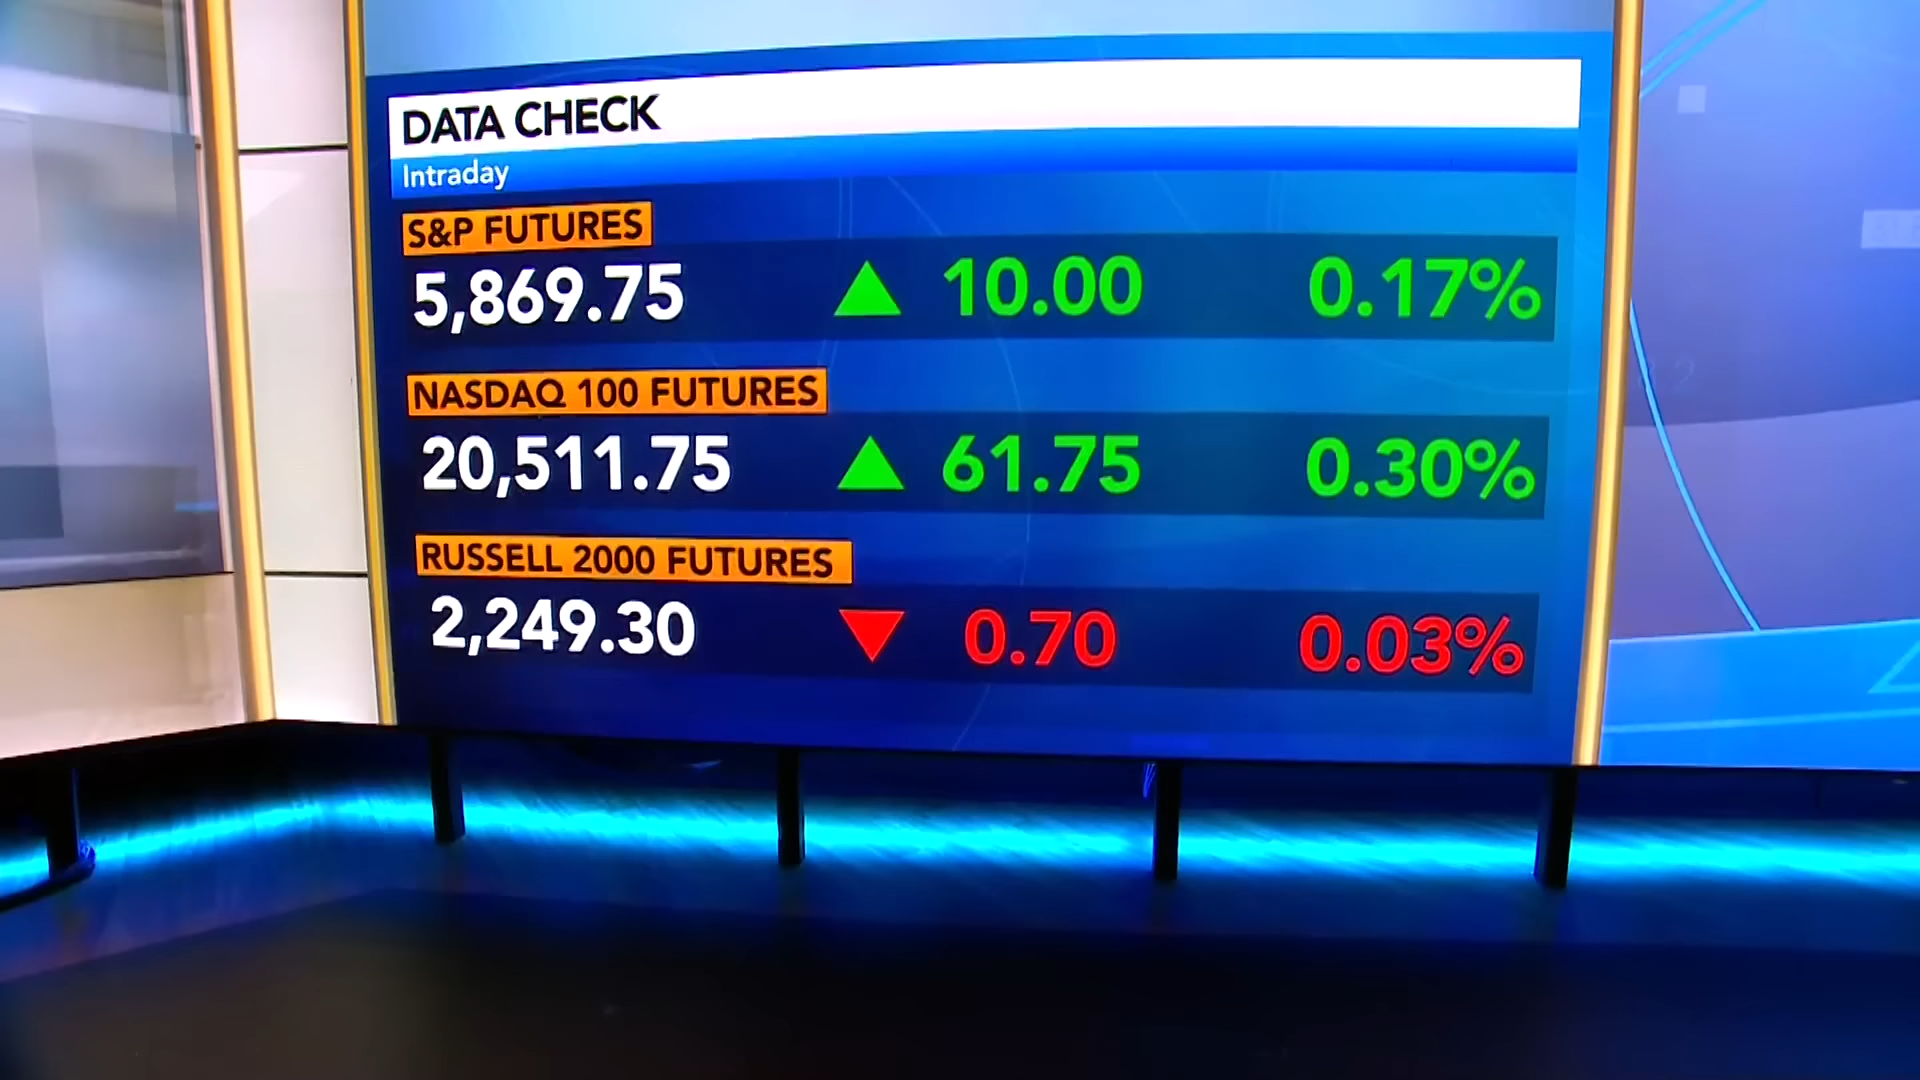 DATA CHECK
Intraday
S&P FUTURES
5,869.75 ▲ 10.00 0.17%
NASDAQ 100 FUTURES
20,511.75 ▲ 61.75 0.30%
RUSSELL 2000 FUTURES
2,249.30 ▼ 0.70 0.03%